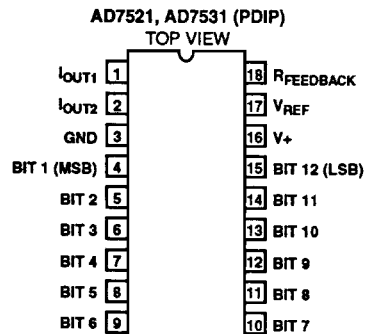 AD7521, AD7531 (PDIP)
TOP VIEW
IOUT1 1 18 RFEEDBACK
IOUT2 2 17 VREF
GND 3 16 V+
BIT 1 (MSB) 4 15 BIT 12 (LSB)
BIT 2 5 14 BIT 11
BIT 3 6 13 BIT 10
BIT 4 7 12 BIT 9
BIT 5 8 11 BIT 8
BIT 6 9 10 BIT 7